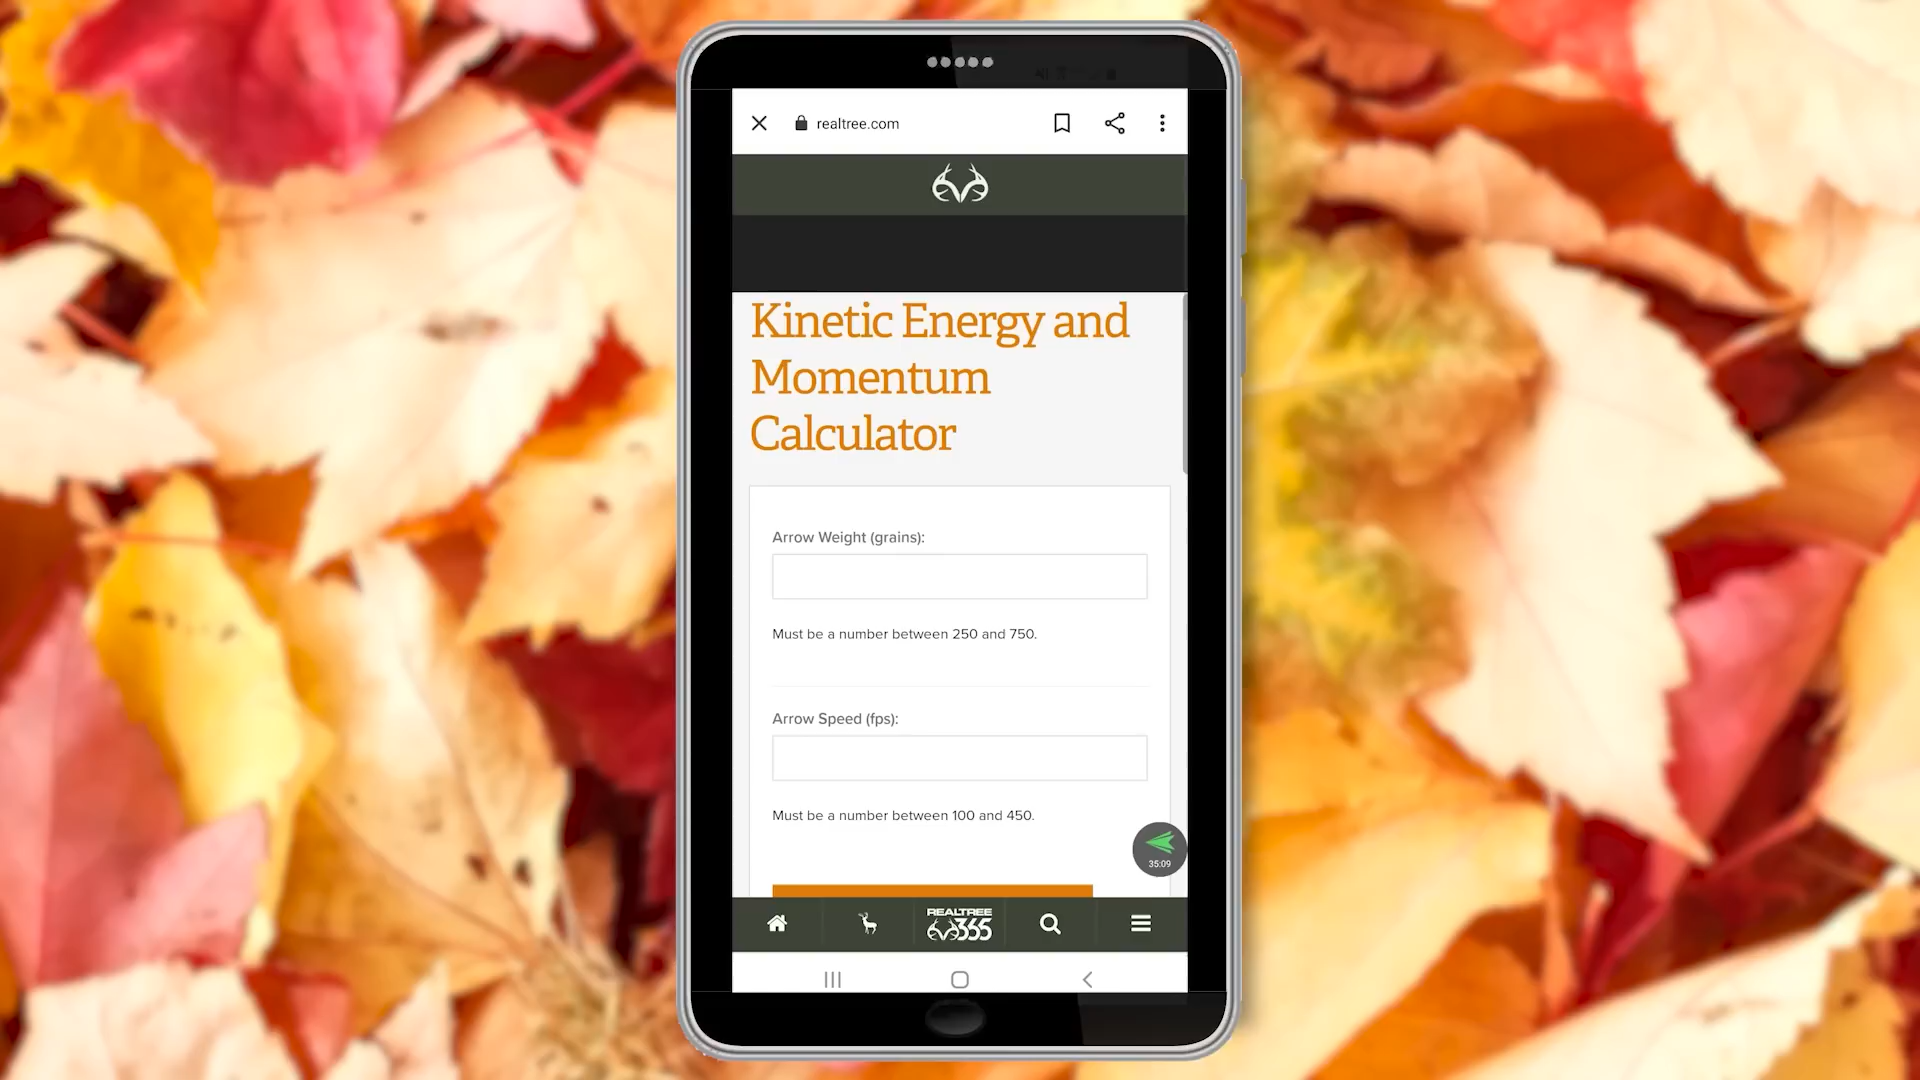 realtree.com
Kinetic Energy and
Momentum
Calculator
Arrow Weight (grains):
Must be a number between 250 and 750.
Arrow Speed (fps):
Must be a number between 100 and 450.
35:09
REALTREE
365